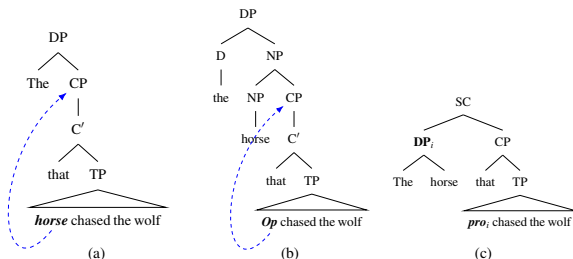 DP
The CP
C′
that TP
horse chased the wolf
(a)
DP
D NP
the NP CP
horse C′
that TP
Op chased the wolf
(b)
SC
DPi CP
The horse that TP
proi chased the wolf
(c)